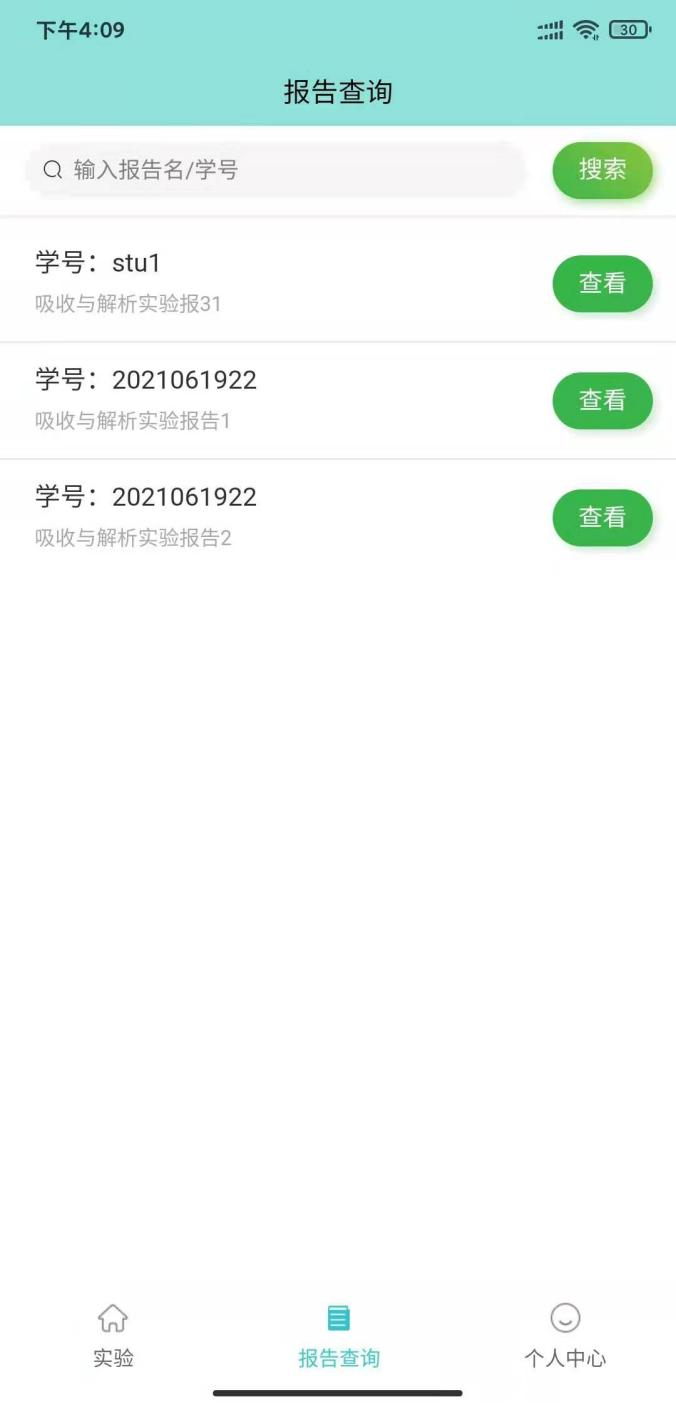 下午4:09
30
报告查询
输入报告名/学号
搜索
学号：stu1
吸收与解析实验报31
查看
学号：2021061922
吸收与解析实验报告1
查看
学号：2021061922
吸收与解析实验报告2
查看
实验
报告查询
个人中心